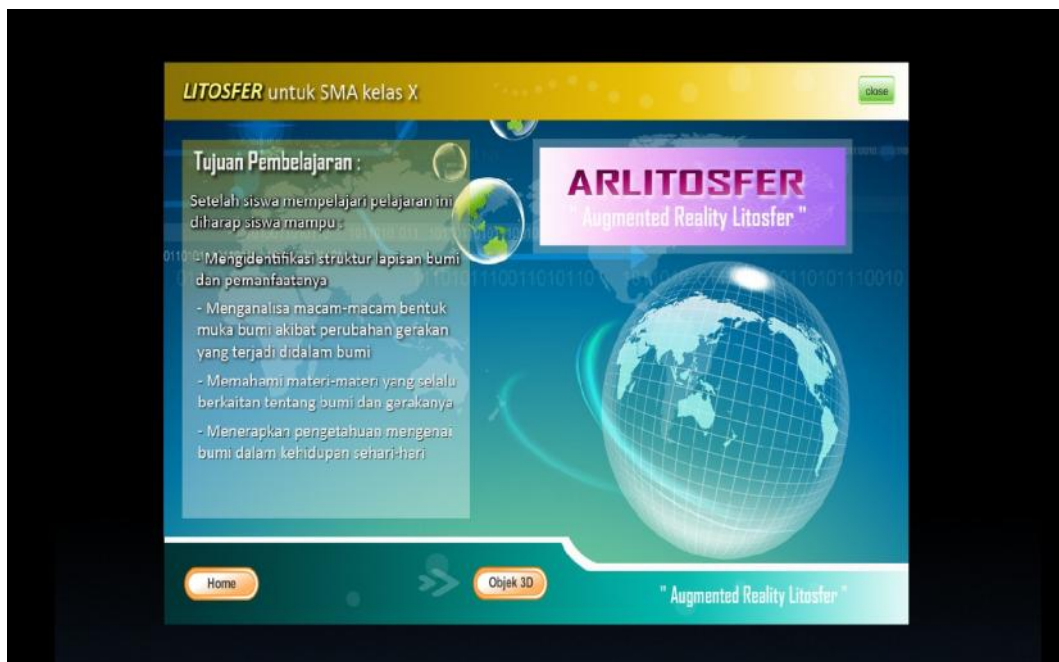 LITOSFER untuk SMA kelas X
close
Tujuan Pembelajaran :
Setelah siswa mempelajari pelajaran ini
diharap siswa mampu :
- Mengidentifikasi struktur lapisan bumi
dan pemanfaatanya
- Menganalisa macam-macam bentuk
muka bumi akibat perubahan gerakan
yang terjadi didalam bumi
- Memahami materi-materi yang selalu
berkaitan tentang bumi dan gerakanya
- Menerapkan pengetahuan mengenai
bumi dalam kehidupan sehari-hari
ARLITOSFER
" Augmented Reality Litosfer "
Home
Objek 3D
" Augmented Reality Litosfer "